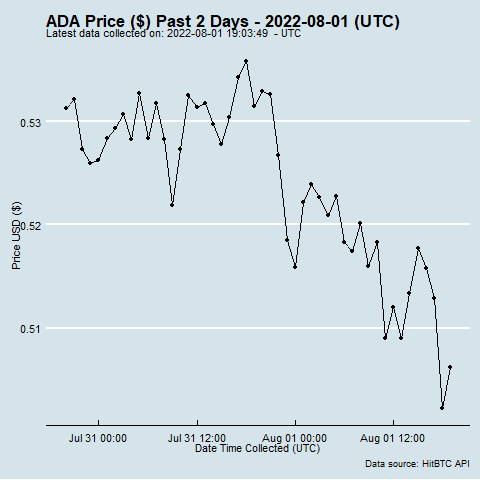 ADA Price ($) Past 2 Days - 2022-08-01 (UTC)
Latest data collected on: 2022-08-01 19:03:49 - UTC
Price USD ($)
0.53
0.52
0.51
Jul 31 00:00
Jul 31 12:00
Aug 01 00:00
Aug 01 12:00
Date Time Collected (UTC)
Data source: HitBTC API